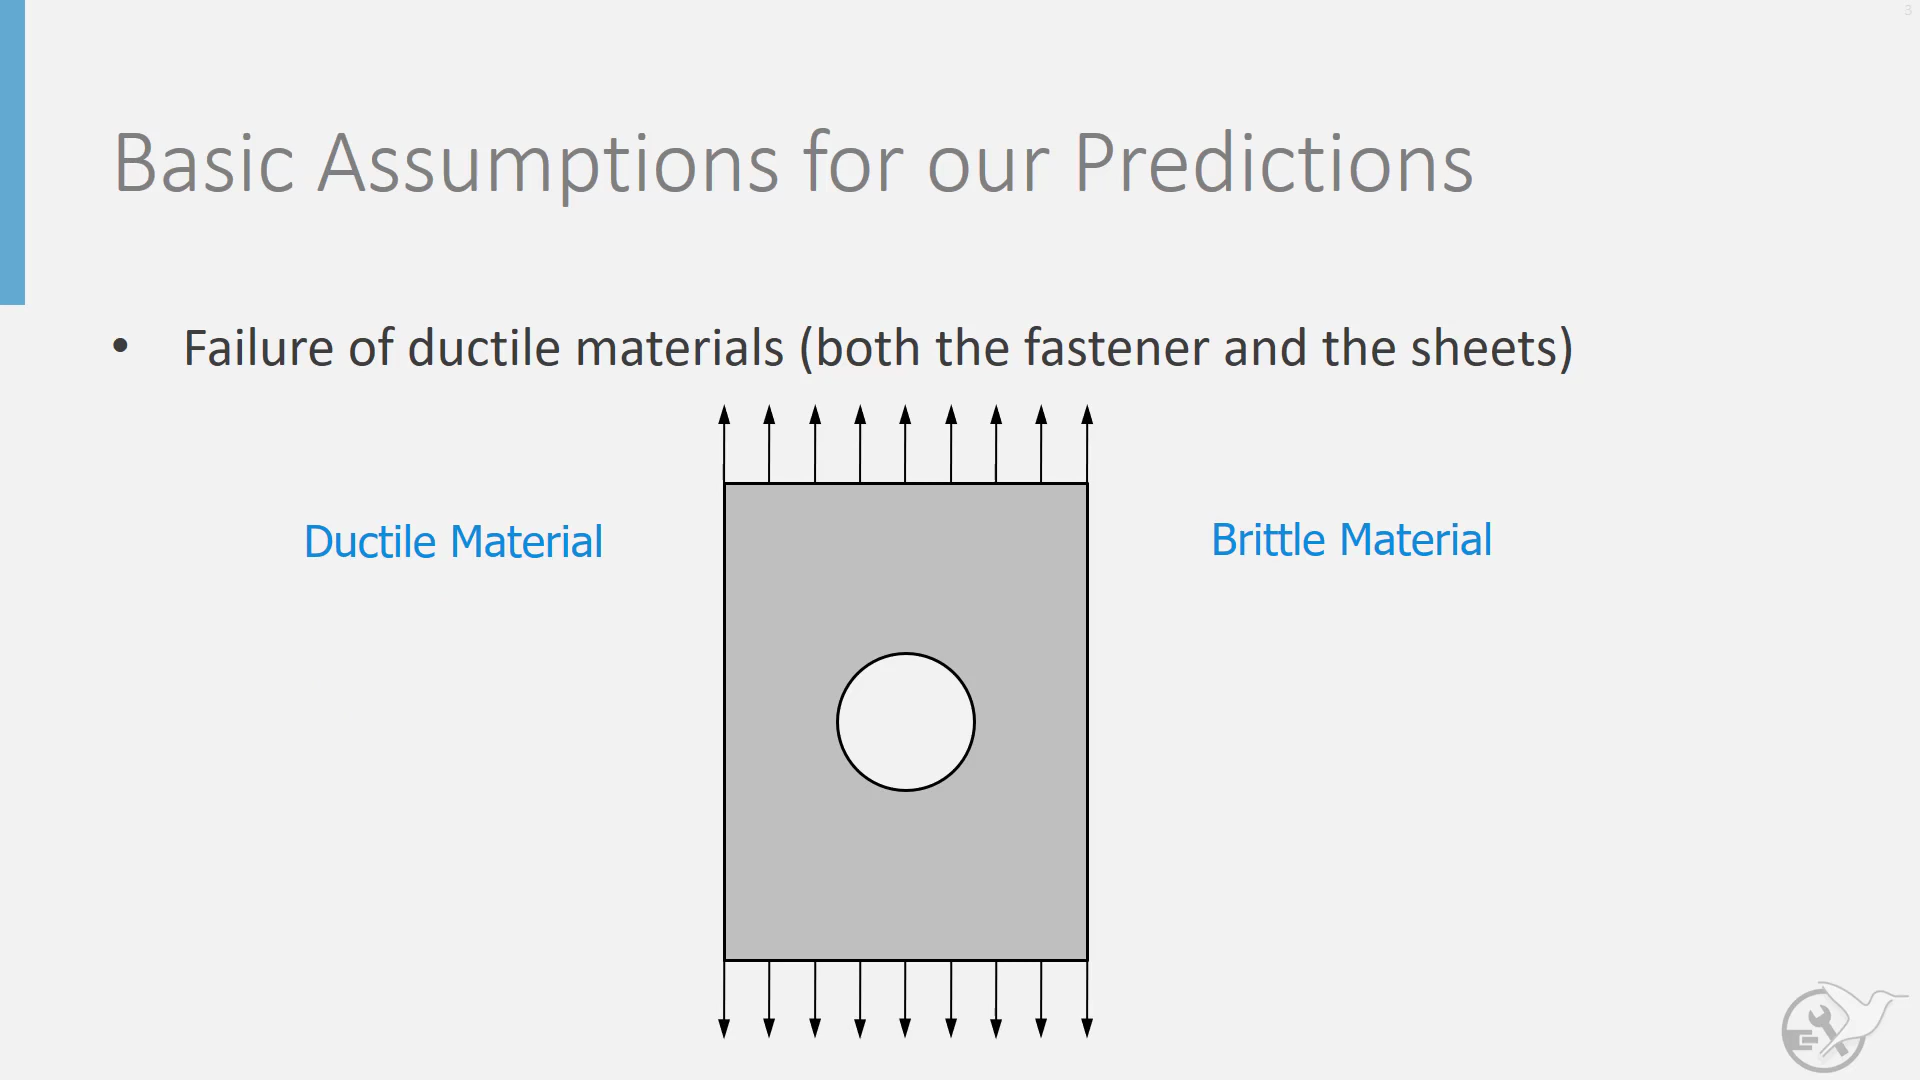 3
Basic Assumptions for our Predictions
• Failure of ductile materials (both the fastener and the sheets)
Ductile Material
Brittle Material